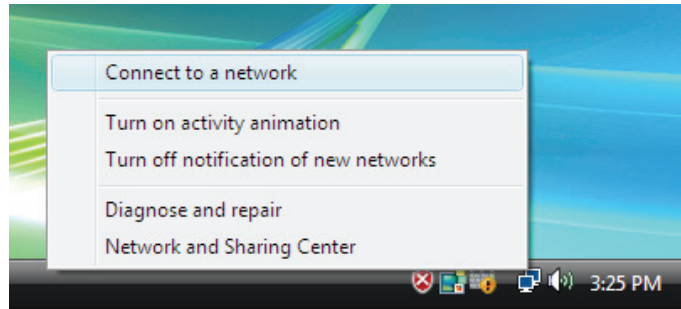 Connect to a network
Turn on activity animation
Turn off notification of new networks
Diagnose and repair
Network and Sharing Center
3:25 PM